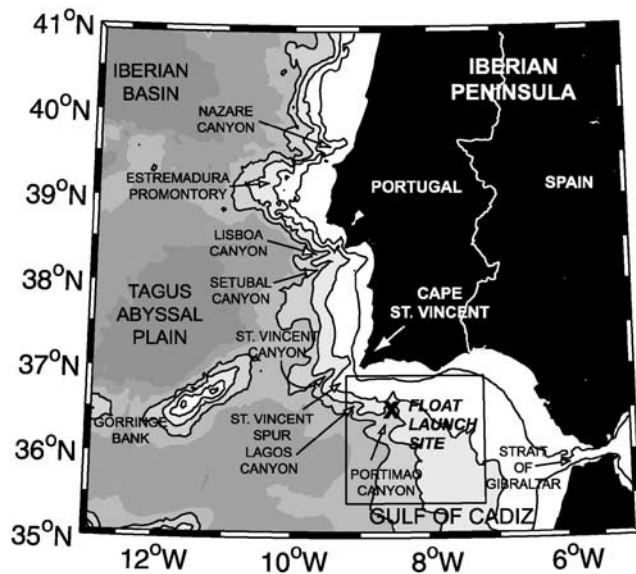 41°N
40°N
39°N
38°N
37°N
36°N
35°N
12°W
10°W
8°W
6°W
IBERIAN
BASIN
IBERIAN
PENINSULA
NAZARE
CANYON
ESTREMADURA
PROMONTORY
PORTUGAL
SPAIN
LISBOA
CANYON
SETUBAL
CANYON
TAGUS
ABYSSAL
PLAIN
CAPE
ST. VINCENT
ST. VINCENT
CANYON
GORRINGE
BANK
ST. VINCENT
SPUR
LAGOS
CANYON
FLOAT
LAUNCH
SITE
PORTIMAO
CANYON
STRAIT
OF
GIBRALTAR
GULF OF CADIZ